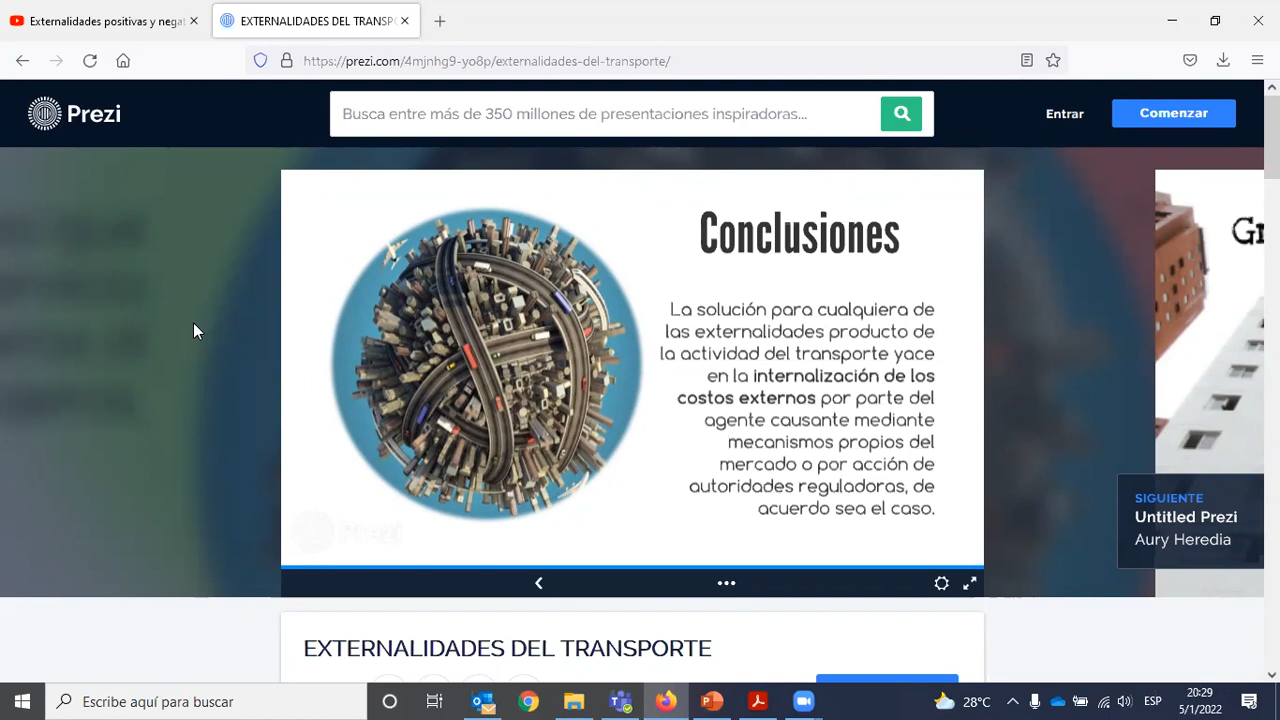 Externalidades positivas y negat
EXTERNALIDADES DEL TRANSP
http://prezi.com/4mjnhg9-yo8p/externalidades-del-transporte/
Prezi
Busca entre más de 350 millones de presentaciones inspiradoras...
Entrar
Comenzar
Conclusiones
La solución para cualquiera de
las externalidades producto de
la actividad del transporte yace
en la internalización de los
costos externos por parte del
agente causante mediante
mecanismos propios del
mercado o por acción de
autoridades reguladoras, de
acuerdo sea el caso.
Prezi
Gr
SIGUIENTE
Untitled Prezi
Aury Heredia
EXTERNALIDADES DEL TRANSPORTE
Escribe aquí para buscar
28°C
ESP
20:29
5/1/2022